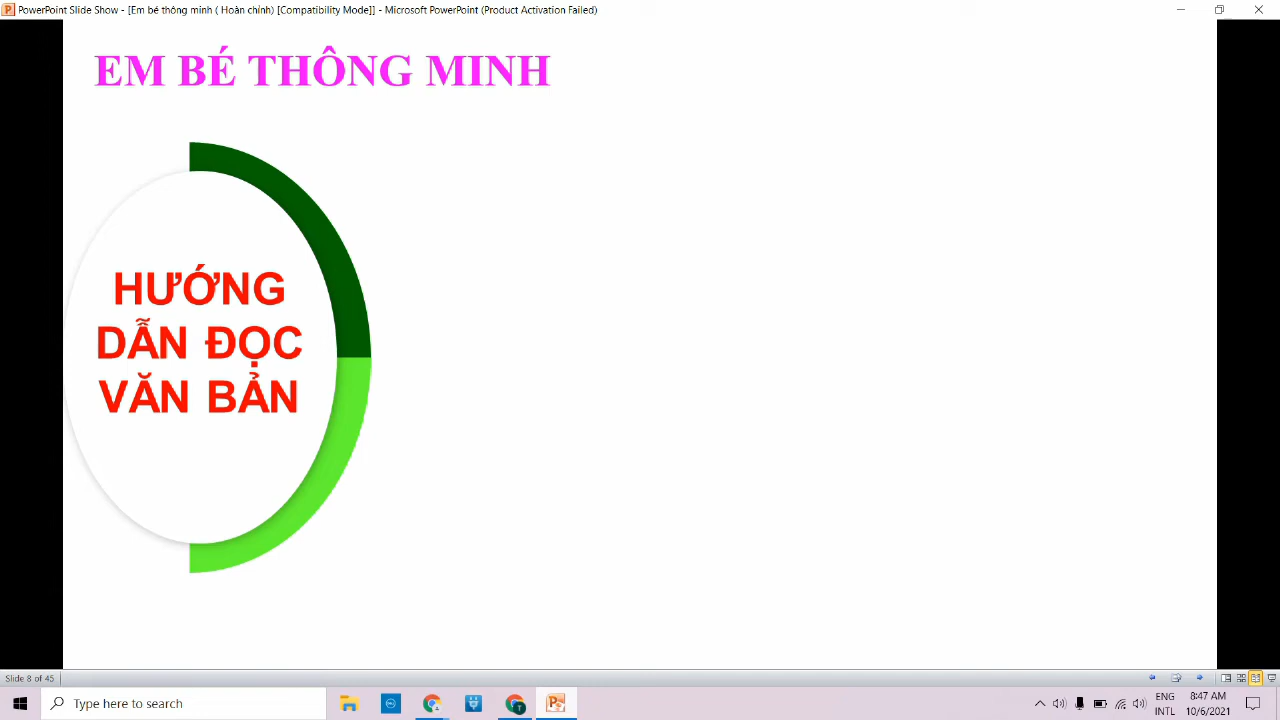 PowerPoint Slide Show - [Em bé thông minh ( Hoàn chỉnh) [Compatibility Mode]] - Microsoft PowerPoint (Product Activation Failed)
EM BÉ THÔNG MINH
HƯỚNG
DẪN ĐỌC
VĂN BẢN
Slide 8 of 45
Type here to search
ENG
INTL
8:47 AM
10/6/2021